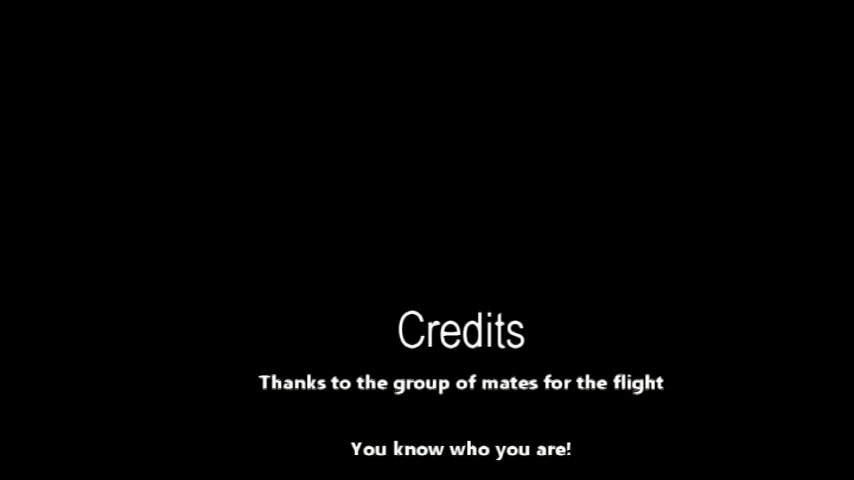 Credits
Thanks to the group of mates for the flight
You know who you are!